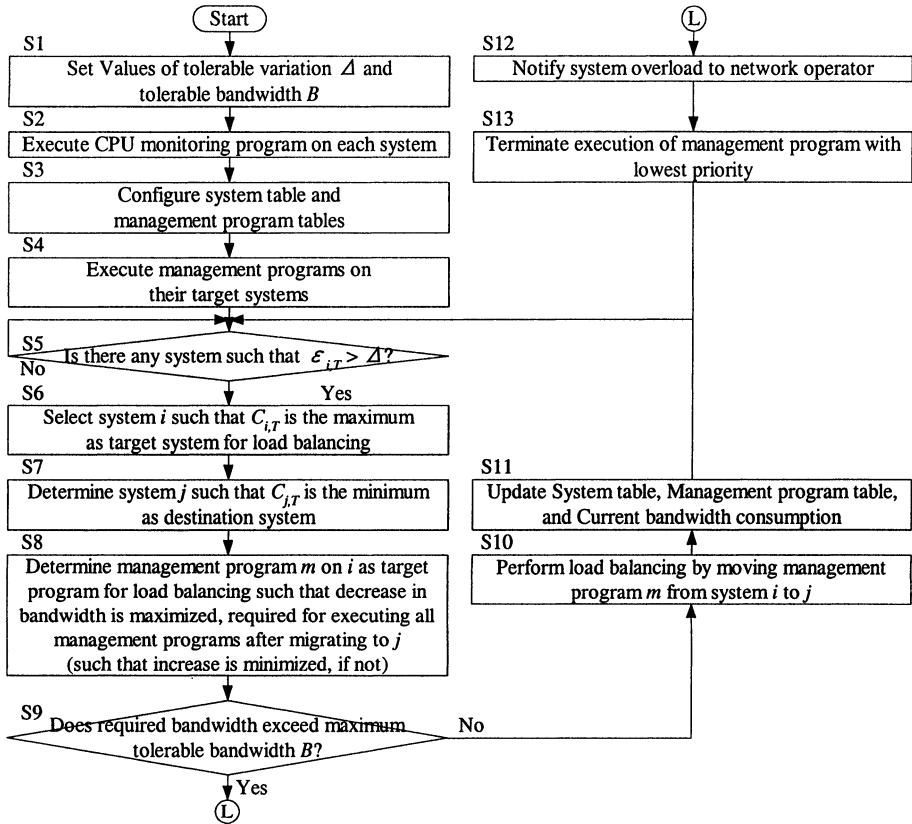 Start
S1
Set Values of tolerable variation Δ and
tolerable bandwidth B
S2
Execute CPU monitoring program on each system
S3
Configure system table and
management program tables
S4
Execute management programs on
their target systems
S5
Is there any system such that ε i,T > Δ?
No
Yes
S6
Select system i such that C i,T is the maximum
as target system for load balancing
S7
Determine system j such that C j,T is the minimum
as destination system
S8
Determine management program m on i as target
program for load balancing such that decrease in
bandwidth is maximized, required for executing all
management programs after migrating to j
(such that increase is minimized, if not)
S9
Does required bandwidth exceed maximum
tolerable bandwidth B?
No
Yes
L
L
S12
Notify system overload to network operator
S13
Terminate execution of management program with
lowest priority
S11
Update System table, Management program table,
and Current bandwidth consumption
S10
Perform load balancing by moving management
program m from system i to j